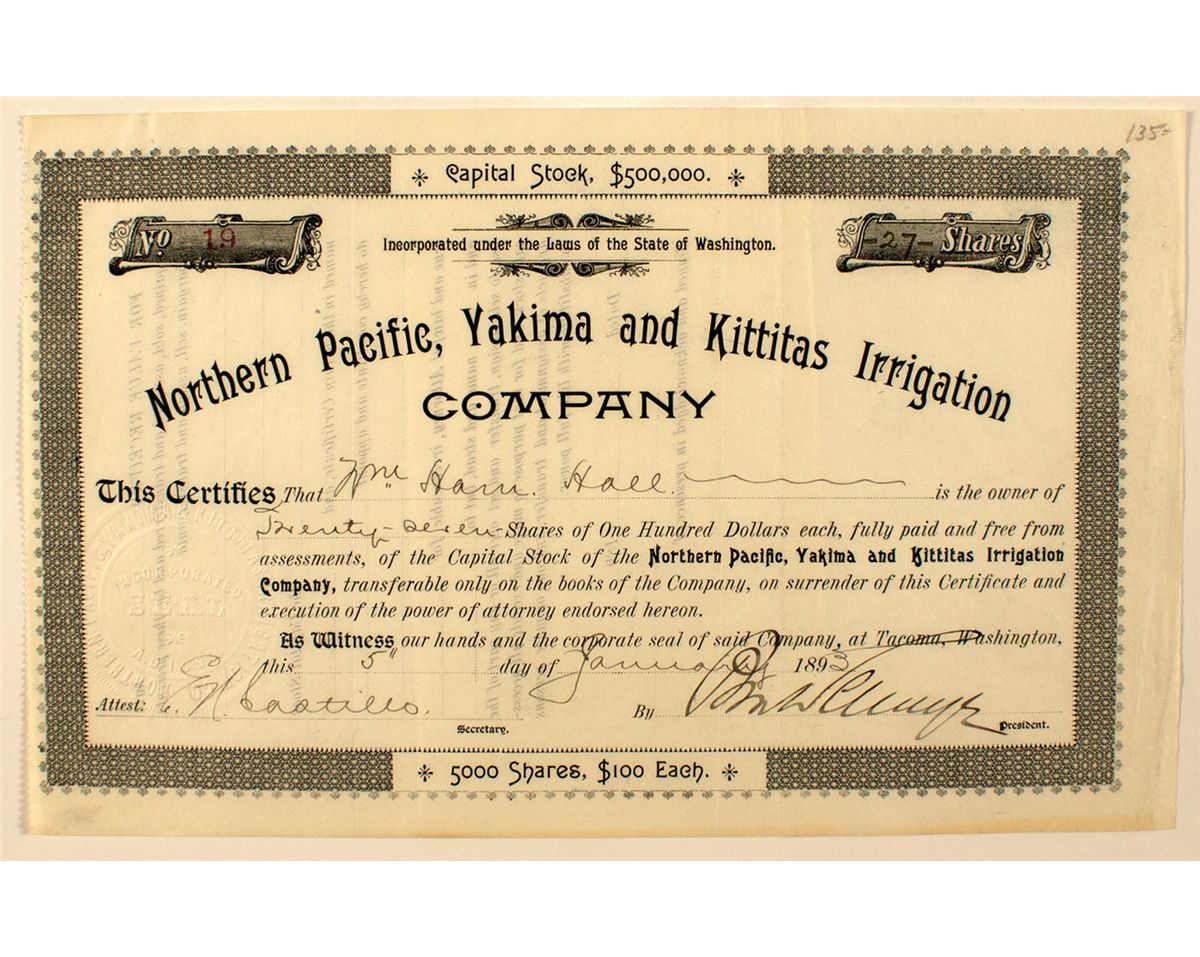 135=
* Capital Stock, $500,000. *
No 19
Incorporated under the Laws of the State of Washington.
-27- Shares
Northern Pacific, Yakima and Kittitas Irrigation
COMPANY
This Certifies That Wm. Ham. Hall. is the owner of
Twenty-seven Shares of One Hundred Dollars each, fully paid and free from
assessments, of the Capital Stock of the Northern Pacific, Yakima and Kittitas Irrigation
Company, transferable only on the books of the Company, on surrender of this Certificate and
execution of the power of attorney endorsed hereon.
As Witness our hands and the corporate seal of said Company, at Tacoma, Washington,
this 5" day of January 1893
Attest: By
Secretary. President.
* 5000 Shares, $100 Each. *
INCORPORATED
SEAL